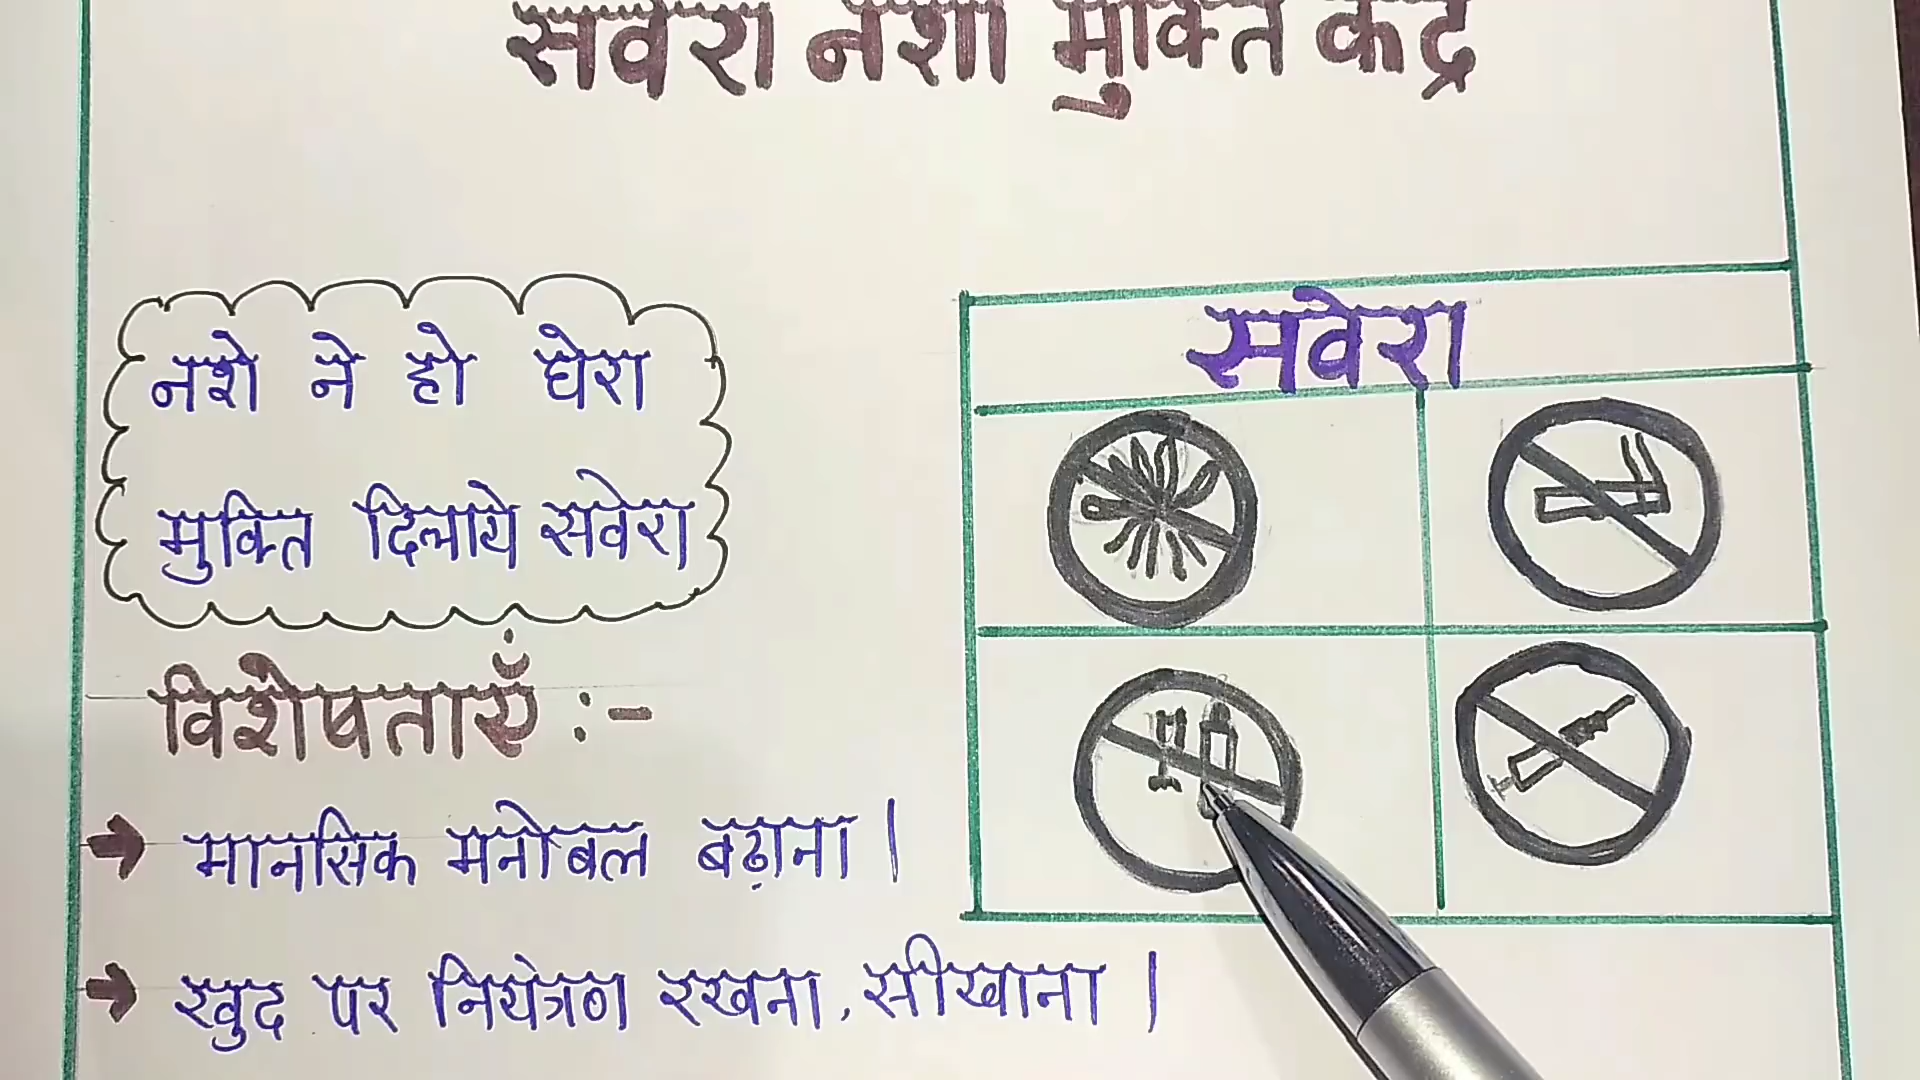 सवेरा नशा मुक्ति केंद्र
नशे ने हो घेरा
मुक्ति दिलाये सवेरा
सवेरा
विशेषताएँ :-
→ मानसिक मनोबल बढ़ाना |
→ खुद पर नियंत्रण रखना, सीखाना |